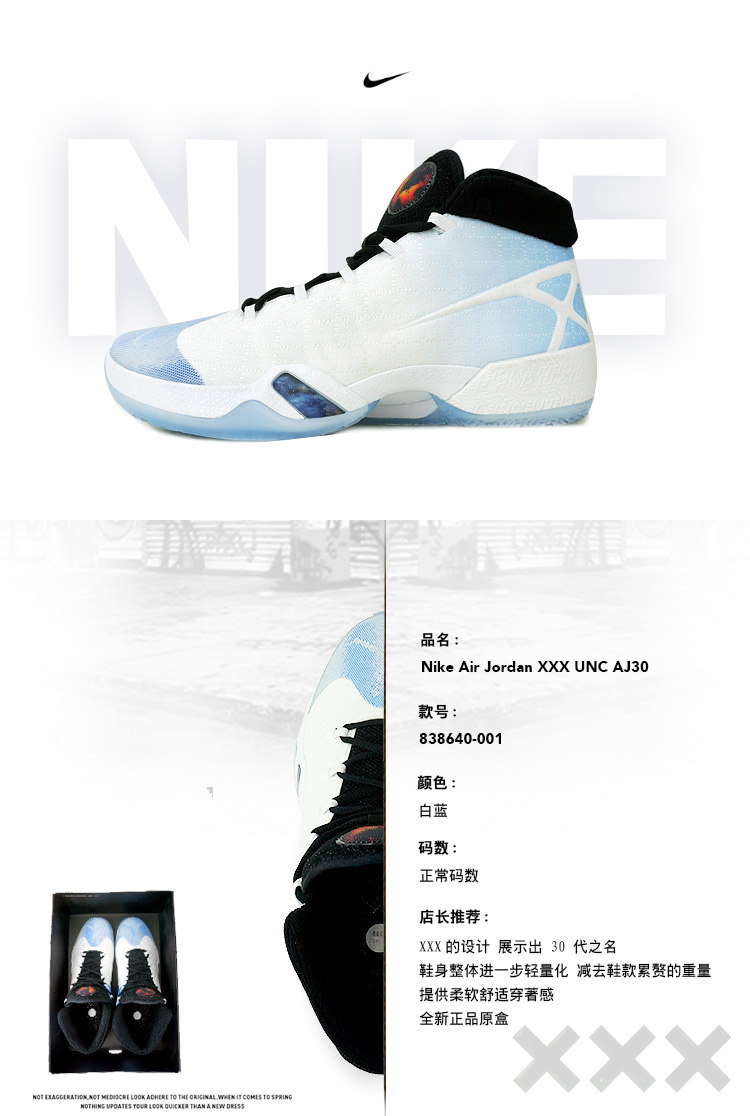 NIKE
品名：
Nike Air Jordan XXX UNC AJ30
款号：
838640-001
颜色：
白蓝
码数：
正常码数
店长推荐：
XXX的设计 展示出 30 代之名
鞋身整体进一步轻量化 减去鞋款累赘的重量
提供柔软舒适穿著感
全新正品原盒
XXX
NOT EXAGGERATION,NOT MEDIOCRE LOOK ADHERE TO THE ORIGINAL.WHEN IT COMES TO SPRING
NOTHING UPDATES YOUR LOOK QUICKER THAN A NEW DRESS